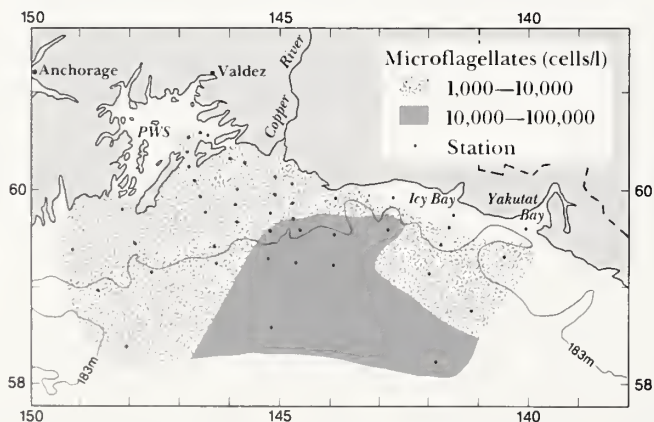 150 145 140
Microflagellates (cells/l)
1,000—10,000
10,000—100,000
Station
Anchorage
Valdez
River
Copper
PWS
60 60
Icy Bay
Yakutat
Bay
183m
183m
58 58
150 145 140